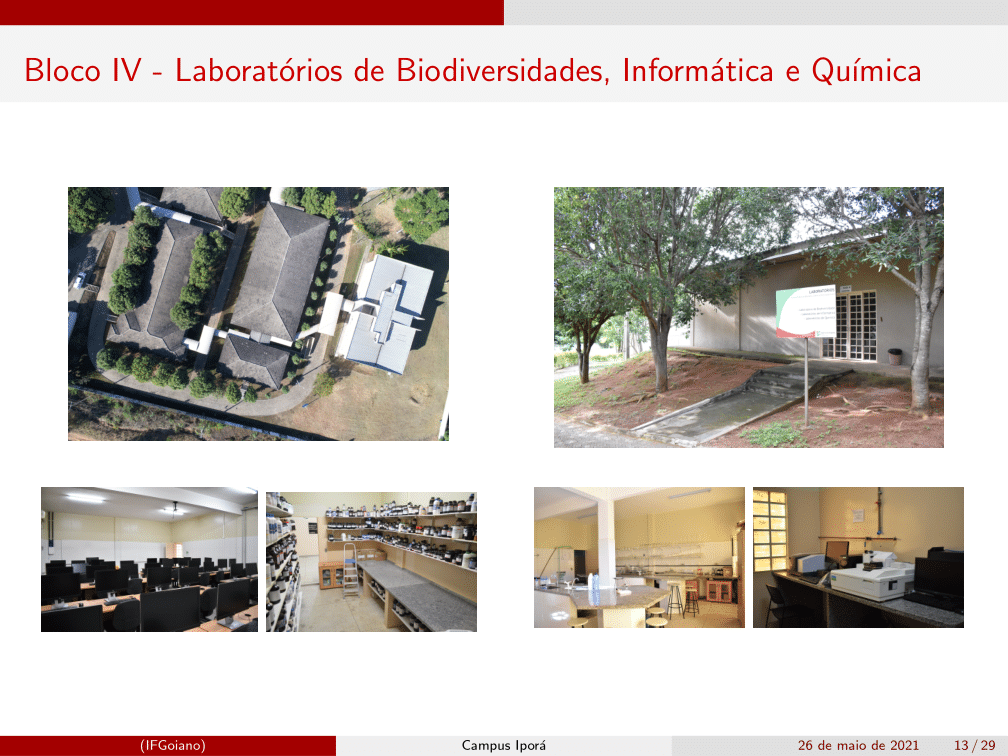 Bloco IV - Laboratórios de Biodiversidades, Informática e Química
LABORATÓRIOS
(IFGoiano)
Campus Iporá
26 de maio de 2021
13 / 29